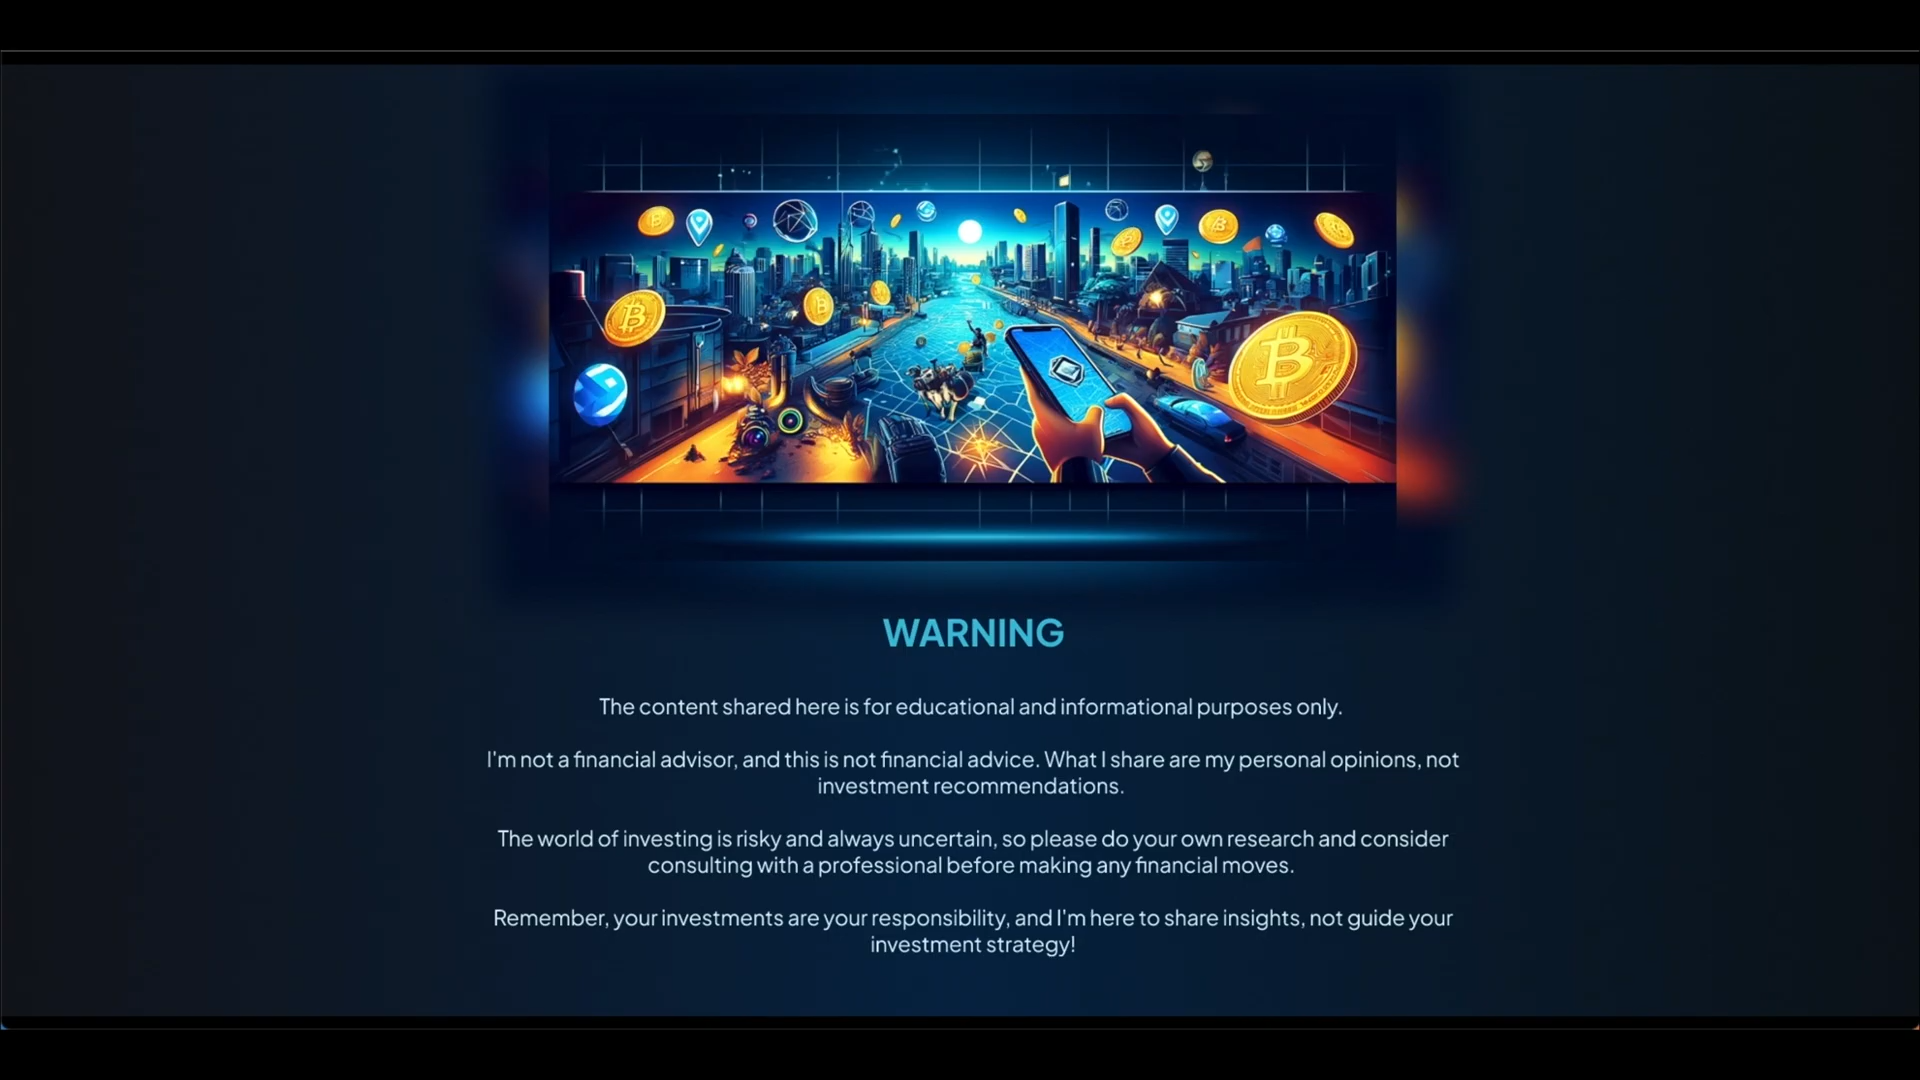 WARNING
The content shared here is for educational and informational purposes only.
I'm not a financial advisor, and this is not financial advice. What I share are my personal opinions, not
investment recommendations.
The world of investing is risky and always uncertain, so please do your own research and consider
consulting with a professional before making any financial moves.
Remember, your investments are your responsibility, and I'm here to share insights, not guide your
investment strategy!